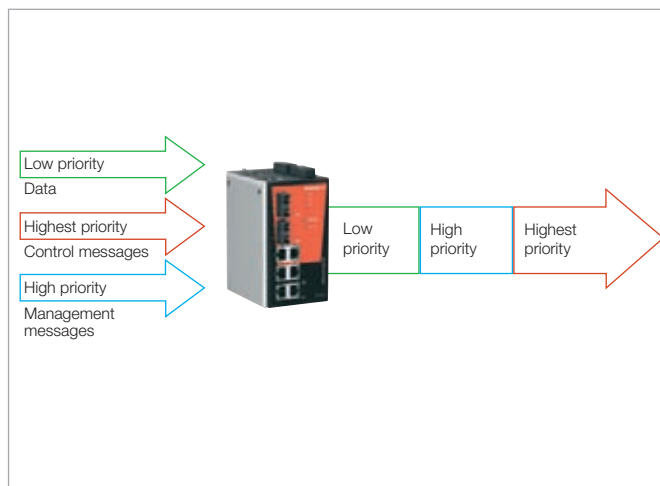 Low priority
Data
Highest priority
Control messages
High priority
Management
messages
Low
priority
High
priority
Highest
priority